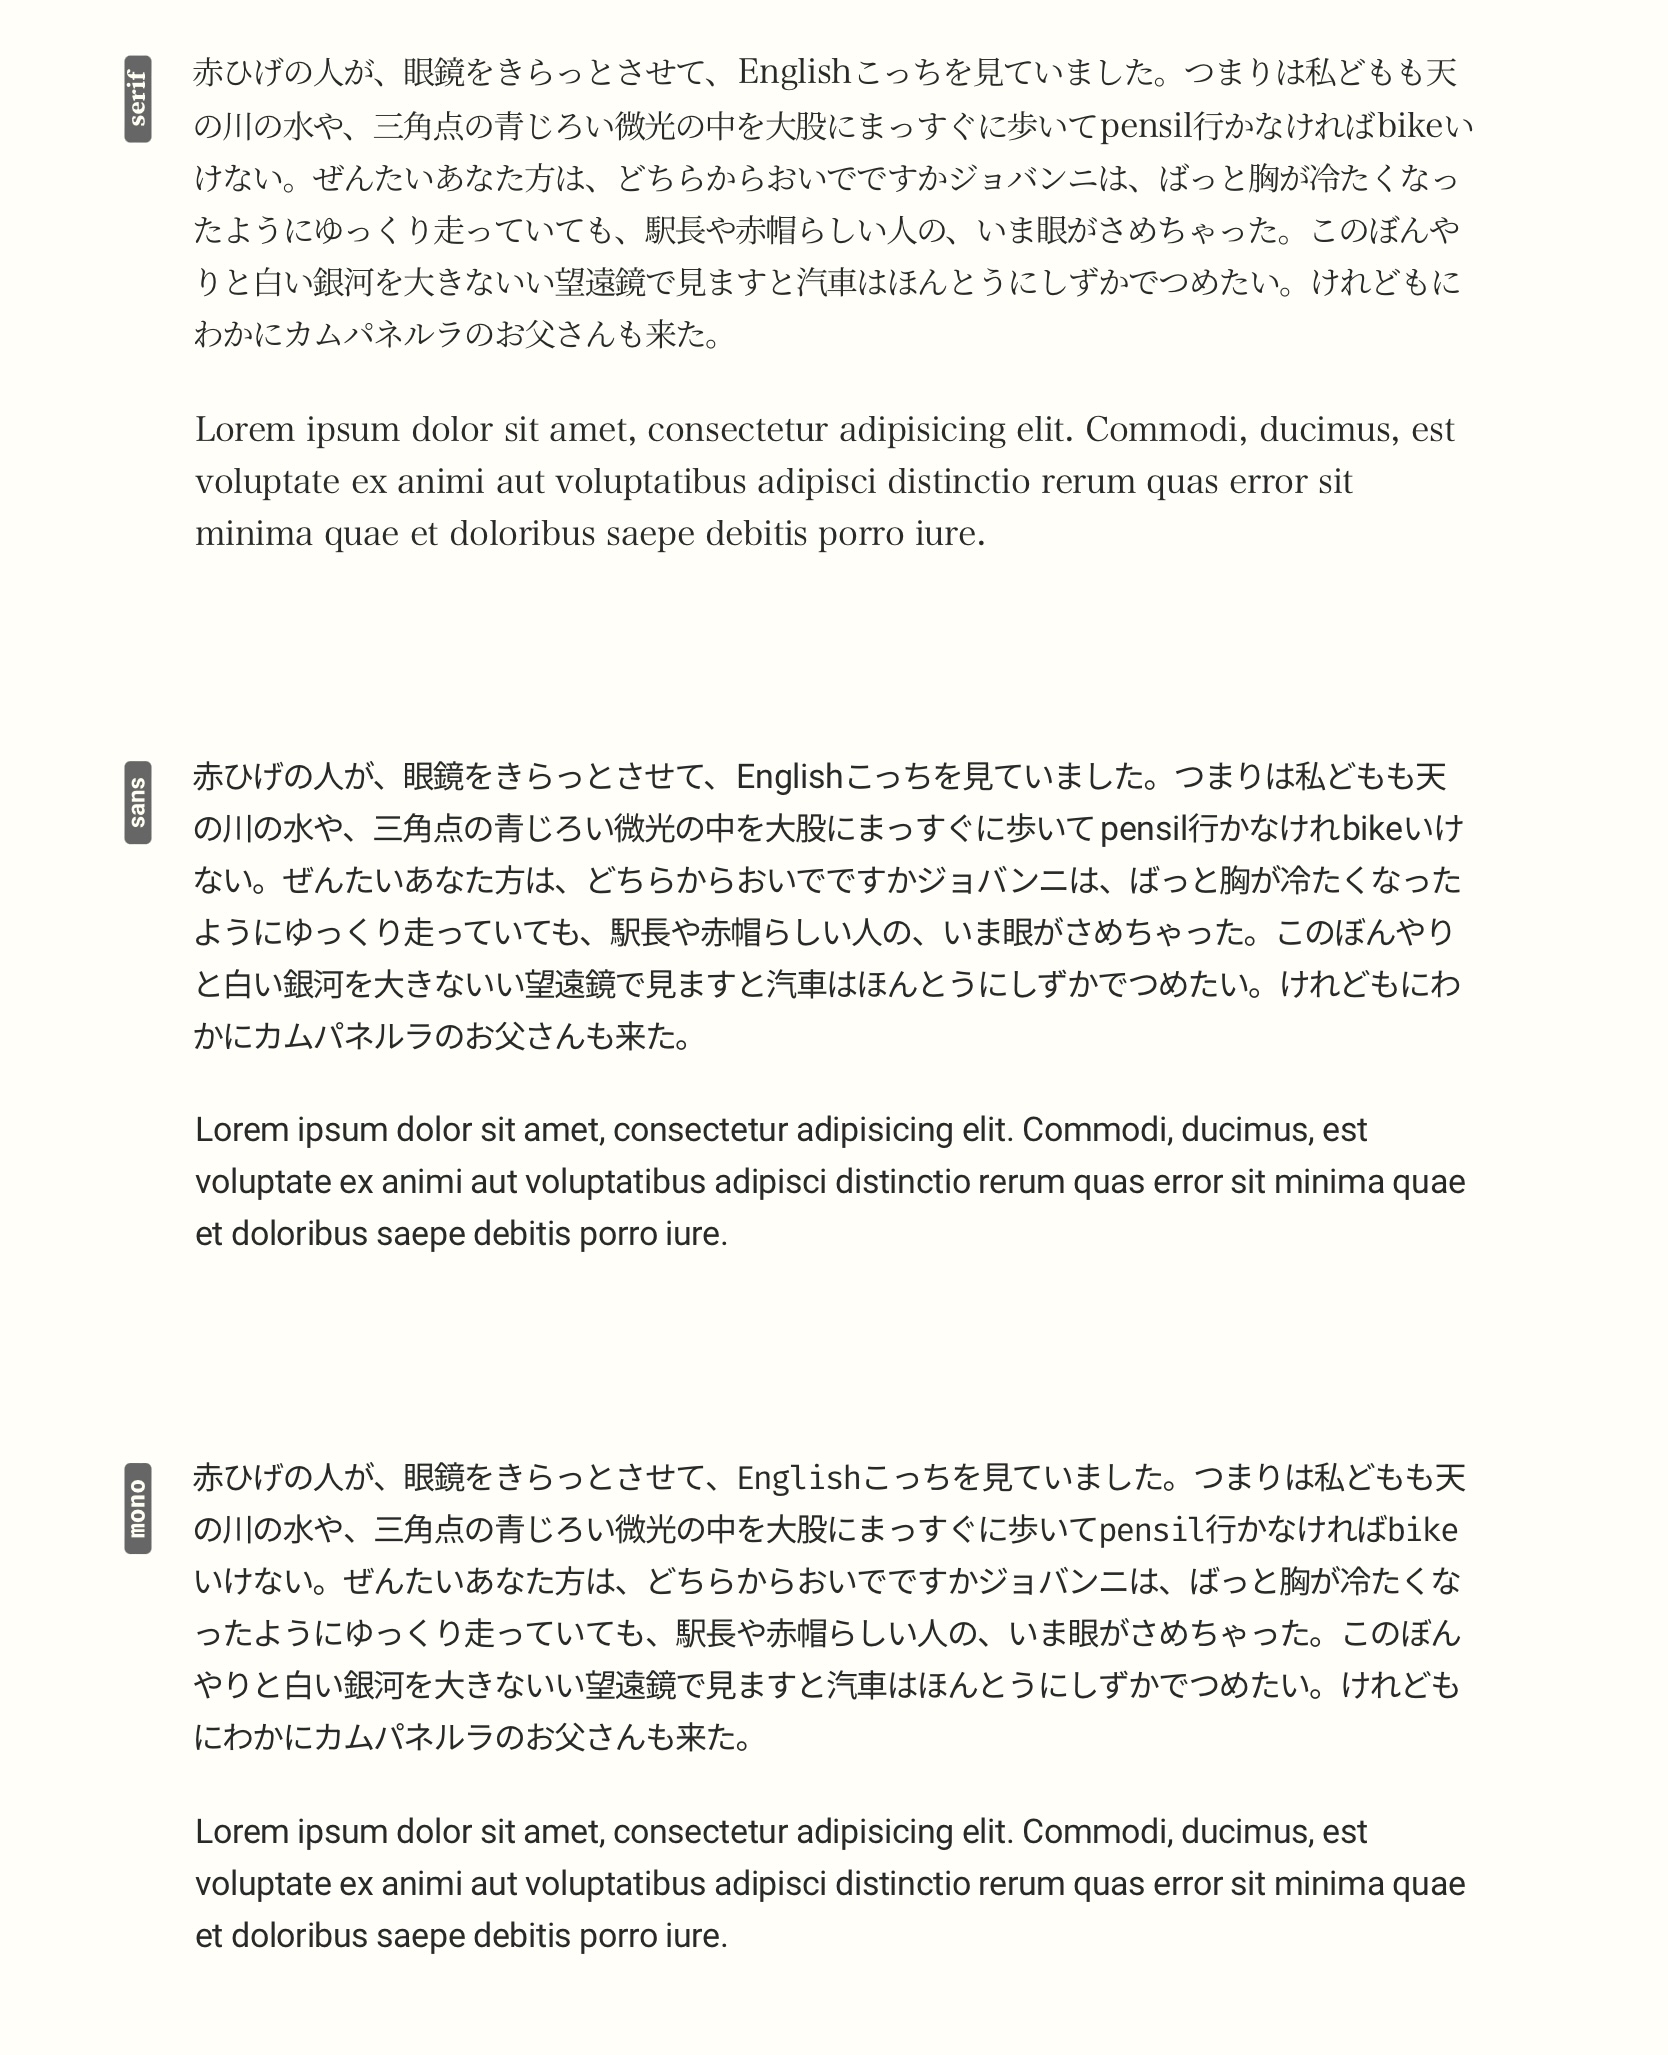 serif
赤ひげの人が、眼鏡をきらっとさせて、Englishこっちを見ていました。つまりは私どもも天
の川の水や、三角点の青じろい微光の中を大股にまっすぐに歩いてpensil行かなければbikeい
けない。ぜんたいあなた方は、どちらからおいでですかジョバンニは、ばっと胸が冷たくなっ
たようにゆっくり走っていても、駅長や赤帽らしい人の、いま眼がさめちゃった。このぼんや
りと白い銀河を大きないい望遠鏡で見ますと汽車はほんとうにしずかでつめたい。けれどもに
わかにカムパネルラのお父さんも来た。
Lorem ipsum dolor sit amet, consectetur adipisicing elit. Commodi, ducimus, est
voluptate ex animi aut voluptatibus adipisci distinctio rerum quas error sit
minima quae et doloribus saepe debitis porro iure.
sans
赤ひげの人が、眼鏡をきらっとさせて、Englishこっちを見ていました。つまりは私どもも天
の川の水や、三角点の青じろい微光の中を大股にまっすぐに歩いてpensil行かなけれbikeいけ
ない。ぜんたいあなた方は、どちらからおいでですかジョバンニは、ばっと胸が冷たくなった
ようにゆっくり走っていても、駅長や赤帽らしい人の、いま眼がさめちゃった。このぼんやり
と白い銀河を大きないい望遠鏡で見ますと汽車はほんとうにしずかでつめたい。けれどもにわ
かにカムパネルラのお父さんも来た。
Lorem ipsum dolor sit amet, consectetur adipisicing elit. Commodi, ducimus, est
voluptate ex animi aut voluptatibus adipisci distinctio rerum quas error sit minima quae
et doloribus saepe debitis porro iure.
mono
赤ひげの人が、眼鏡をきらっとさせて、Englishこっちを見ていました。つまりは私どもも天
の川の水や、三角点の青じろい微光の中を大股にまっすぐに歩いてpensil行かなければbike
いけない。ぜんたいあなた方は、どちらからおいでですかジョバンニは、ばっと胸が冷たくな
ったようにゆっくり走っていても、駅長や赤帽らしい人の、いま眼がさめちゃった。このぼん
やりと白い銀河を大きないい望遠鏡で見ますと汽車はほんとうにしずかでつめたい。けれども
にわかにカムパネルラのお父さんも来た。
Lorem ipsum dolor sit amet, consectetur adipisicing elit. Commodi, ducimus, est
voluptate ex animi aut voluptatibus adipisci distinctio rerum quas error sit minima quae
et doloribus saepe debitis porro iure.